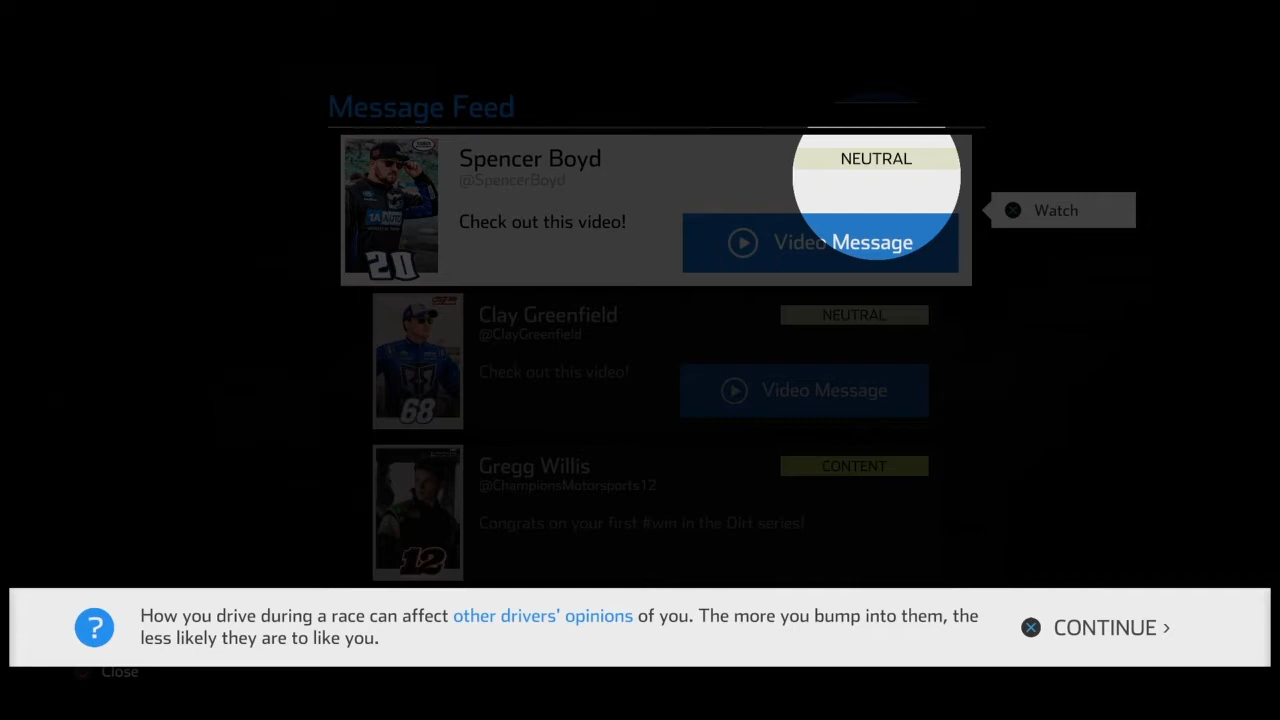 Message Feed
Spencer Boyd
NEUTRAL
@SpencerBoyd
Watch
Check out this video!
Video Message
20
Clay Greenfield
NEUTRAL
@ClayGreenfield
Check out this video!
Video Message
68
Gregg Willis
CONTENT
@ChampionsMotorsports12
Congrats on your first #win in the Dirt series!
12
How you drive during a race can affect other drivers' opinions of you. The more you bump into them, the
less likely they are to like you.
? CONTINUE >
Close